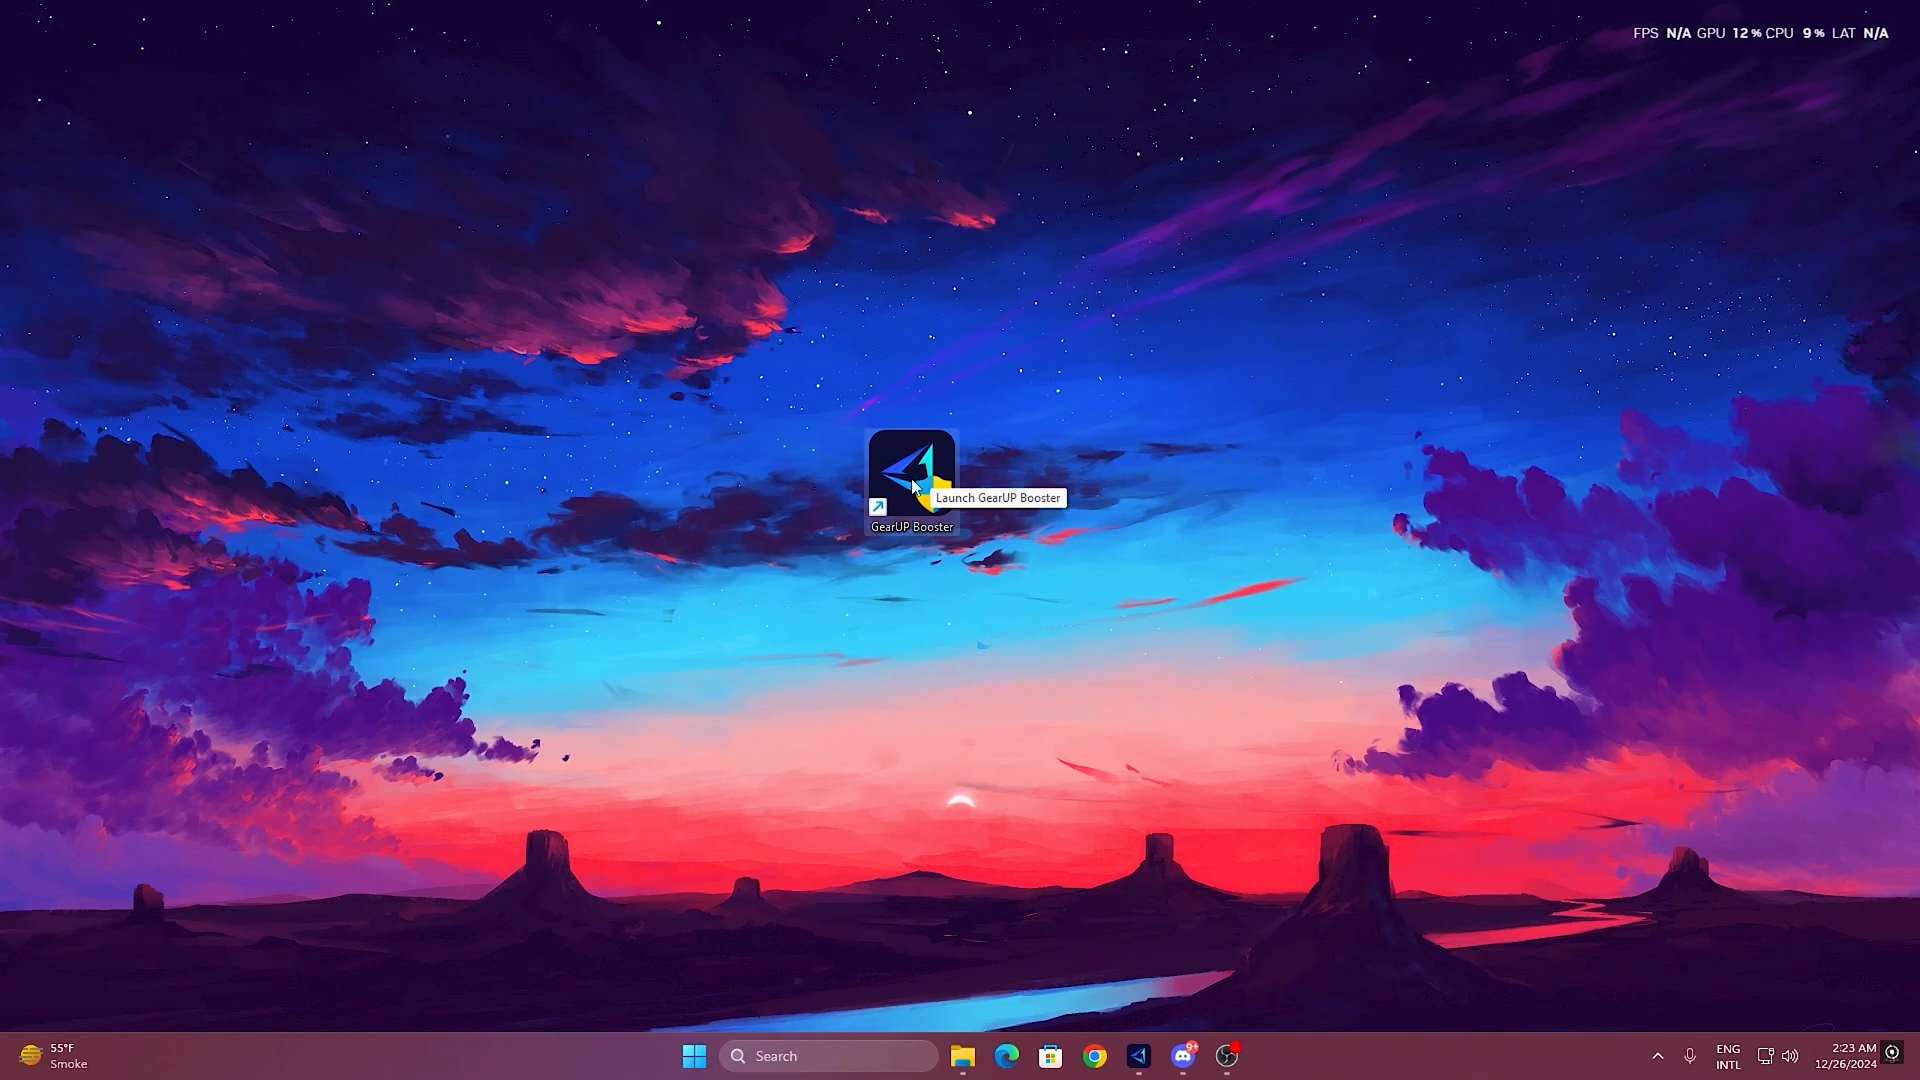 FPS N/A GPU 12 % CPU 9 % LAT N/A
Launch GearUP Booster
GearUP Booster
55°F
Smoke
Search
9+
ENG
INTL
2:23 AM
12/26/2024